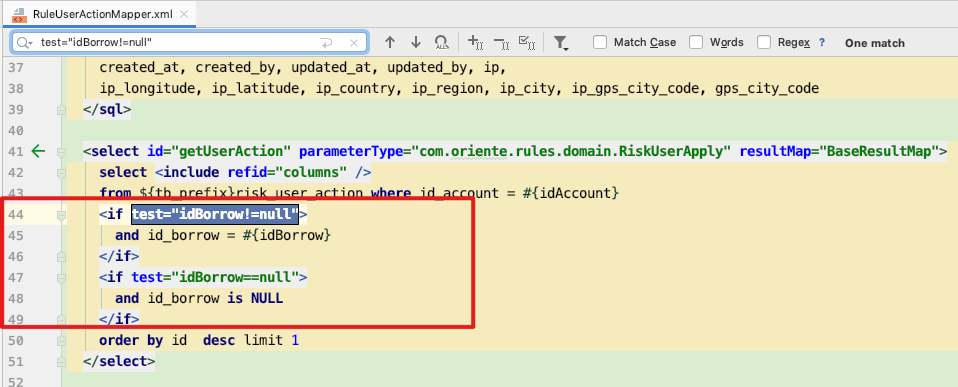 RuleUserActionMapper.xml
test="idBorrow!=null"
Match Case
Words
Regex ?
One match
37 created_at, created_by, updated_at, updated_by, ip,
38 ip_longitude, ip_latitude, ip_country, ip_region, ip_city, ip_gps_city_code, gps_city_code
39 </sql>
40
41 <select id="getUserAction" parameterType="com.oriente.rules.domain.RiskUserApply" resultMap="BaseResultMap">
42 select <include refid="columns" />
43 from ${tb_prefix}risk_user_action where id_account = #{idAccount}
44 <if test="idBorrow!=null">
45 and id_borrow = #{idBorrow}
46 </if>
47 <if test="idBorrow==null">
48 and id_borrow is NULL
49 </if>
50 order by id  desc limit 1
51 </select>
52